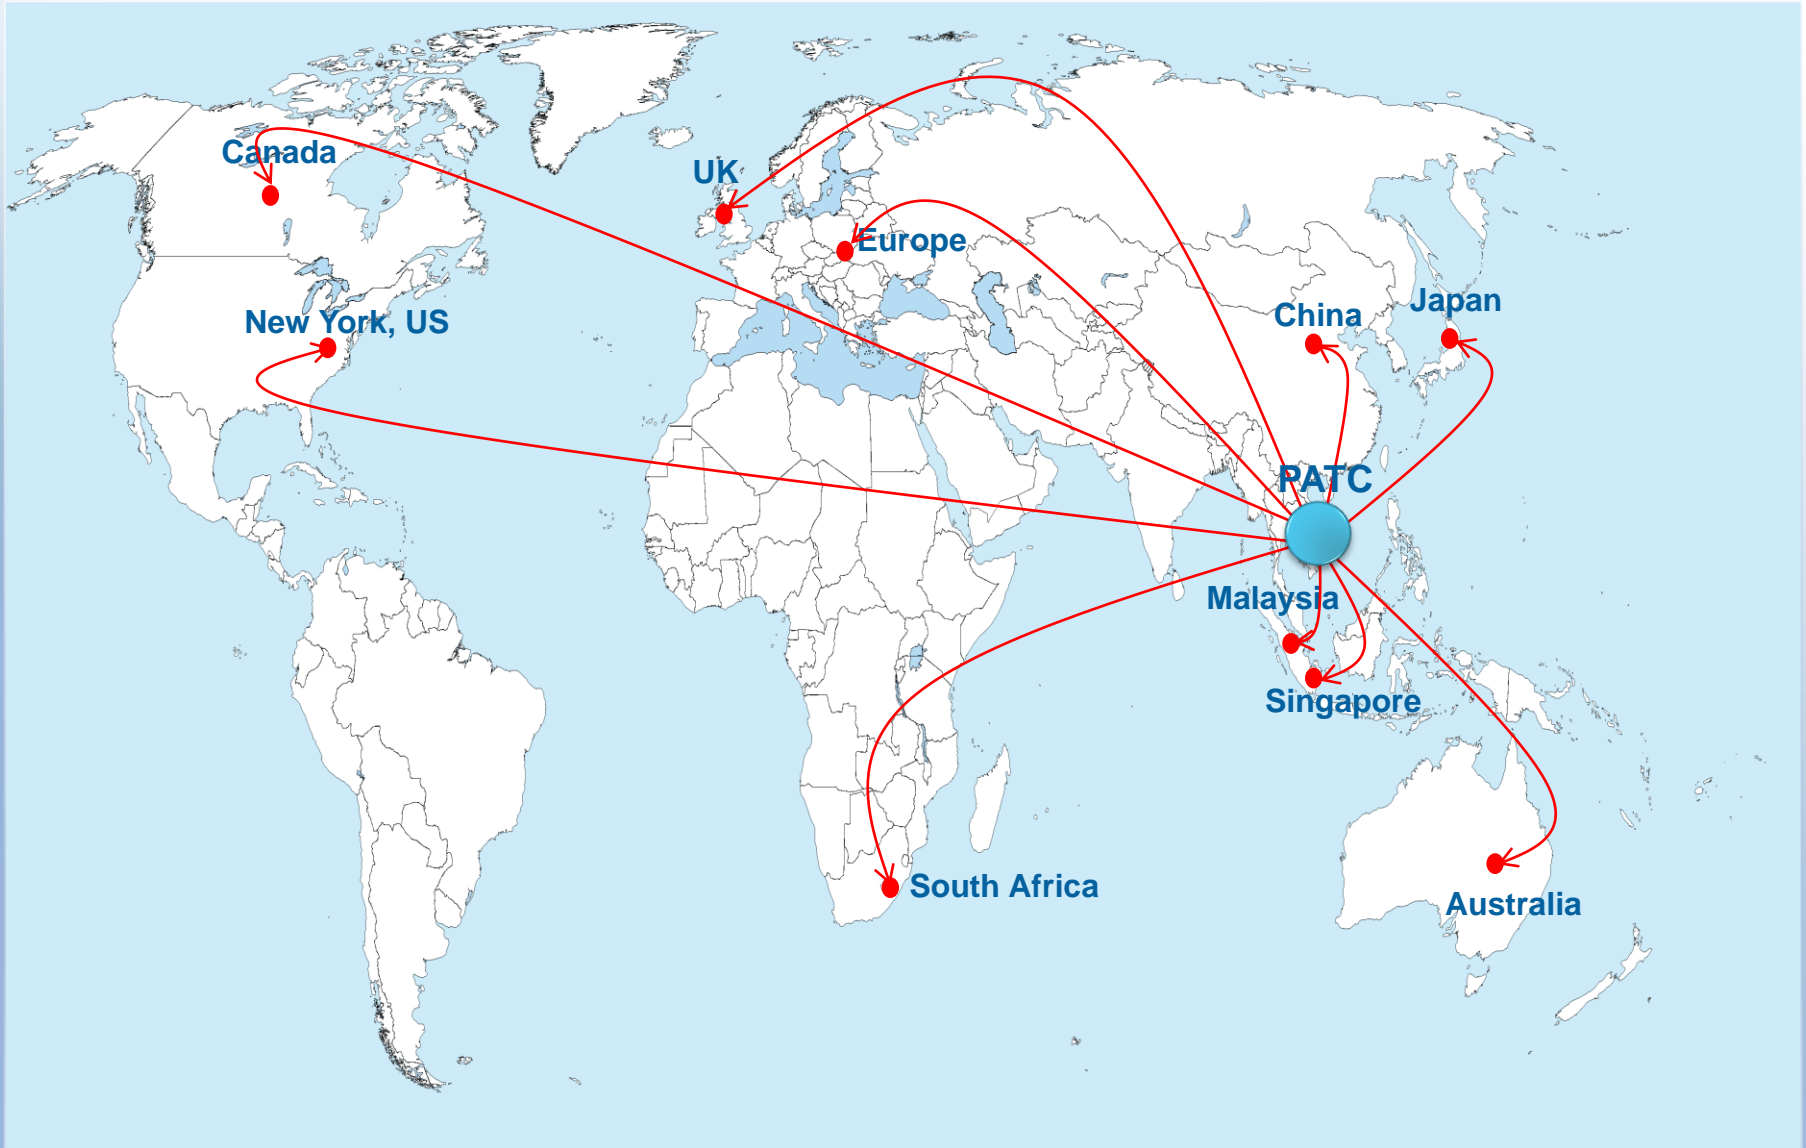 Canada
UK
Europe
New York, US
China
Japan
PATC
Malaysia
Singapore
South Africa
Australia